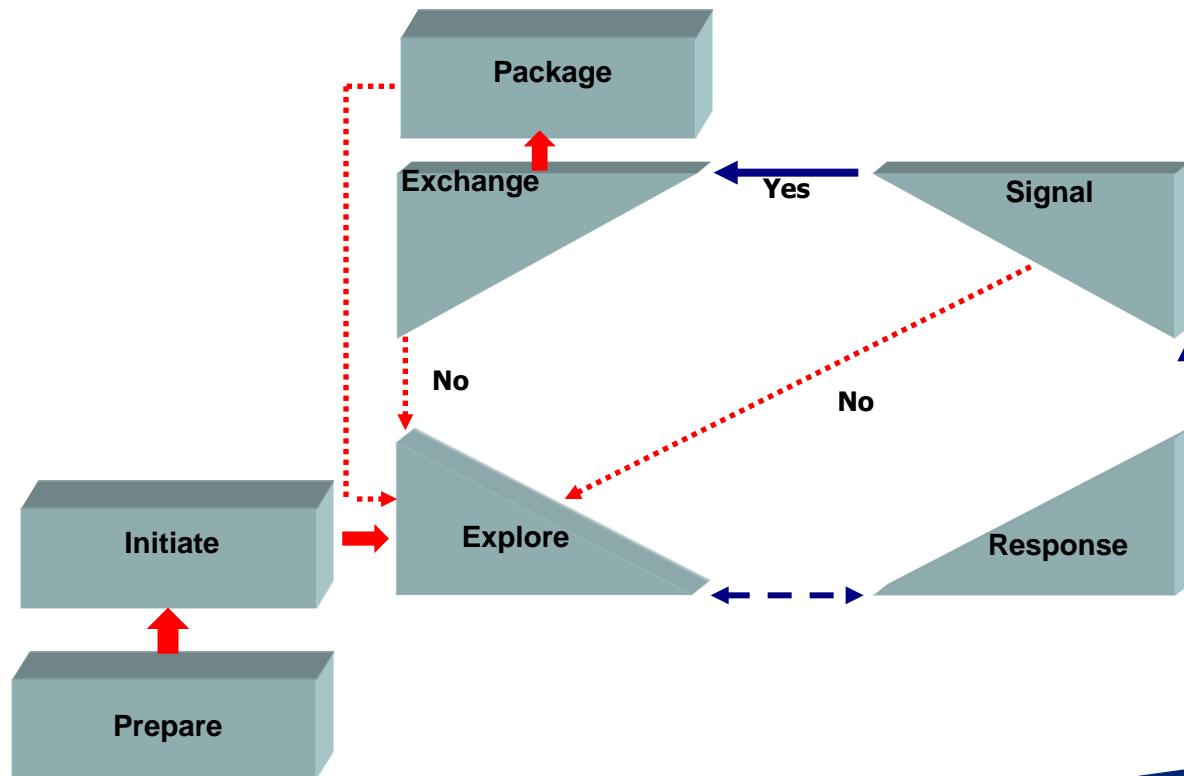 Package
Exchange
Yes
Signal
No
No
Initiate
Explore
Response
Prepare